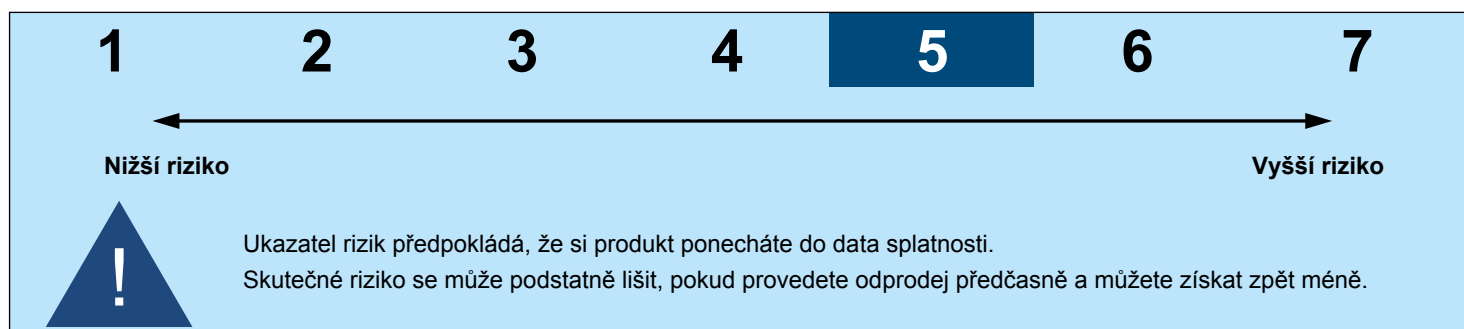 1 2 3 4 5 6 7
Nižší riziko Vyšší riziko
!
Ukazatel rizik předpokládá, že si produkt ponecháte do data splatnosti.
Skutečné riziko se může podstatně lišit, pokud provedete odprodej předčasně a můžete získat zpět méně.